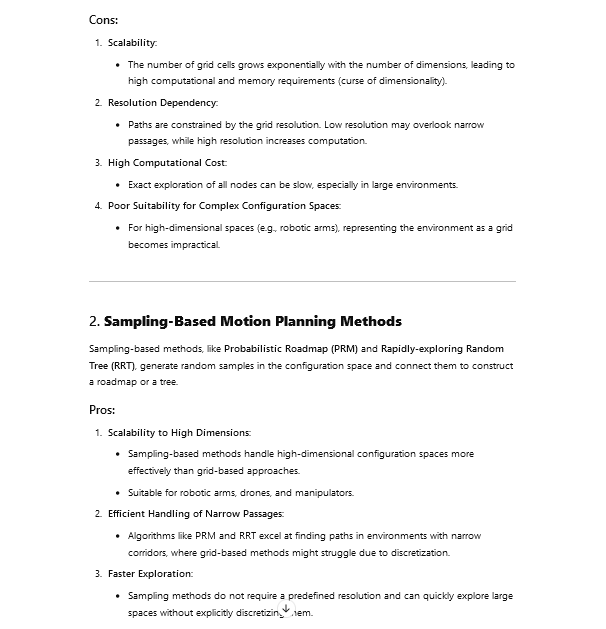 Cons:
1. Scalability:
• The number of grid cells grows exponentially with the number of dimensions, leading to
high computational and memory requirements (curse of dimensionality).
2. Resolution Dependency:
• Paths are constrained by the grid resolution. Low resolution may overlook narrow
passages, while high resolution increases computation.
3. High Computational Cost:
• Exact exploration of all nodes can be slow, especially in large environments.
4. Poor Suitability for Complex Configuration Spaces:
• For high-dimensional spaces (e.g., robotic arms), representing the environment as a grid
becomes impractical.
2. Sampling-Based Motion Planning Methods
Sampling-based methods, like Probabilistic Roadmap (PRM) and Rapidly-exploring Random
Tree (RRT), generate random samples in the configuration space and connect them to construct
a roadmap or a tree.
Pros:
1. Scalability to High Dimensions:
• Sampling-based methods handle high-dimensional configuration spaces more
effectively than grid-based approaches.
• Suitable for robotic arms, drones, and manipulators.
2. Efficient Handling of Narrow Passages:
• Algorithms like PRM and RRT excel at finding paths in environments with narrow
corridors, where grid-based methods might struggle due to discretization.
3. Faster Exploration:
• Sampling methods do not require a predefined resolution and can quickly explore large
spaces without explicitly